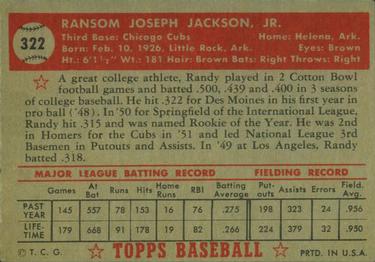 322
RANSOM JOSEPH JACKSON, JR.
Third Base: Chicago Cubs Home: Helena, Ark.
Born: Feb. 10, 1926, Little Rock, Ark. Eyes: Brown
Ht.: 6'1½" Wt.: 181 Hair: Brown Bats: Right Throws: Right
A great college athlete, Randy played in 2 Cotton Bowl
football games and batted .500, .439 and .400 in 3 seasons
of college baseball. He hit .322 for Des Moines in his first year in
pro ball ('48). In '50 for Springfield of the International League,
Randy hit .315 and was named Rookie of the Year. He was 2nd
in Homers for the Cubs in '51 and led National League 3rd
Basemen in Putouts and Assists. In '49 at Los Angeles, Randy
batted .318.
MAJOR LEAGUE BATTING RECORD FIELDING RECORD
Games At Bat Runs Hits Home Runs RBI Batting Average Put-outs Assists Errors Field. Avg.
PAST YEAR 145 557 78 153 16 76 .275 198 323 24 .956
LIFE-TIME 179 668 91 178 19 82 .266 223 373 31 .950
© T. C. G. TOPPS BASEBALL PRTD. IN U.S.A.